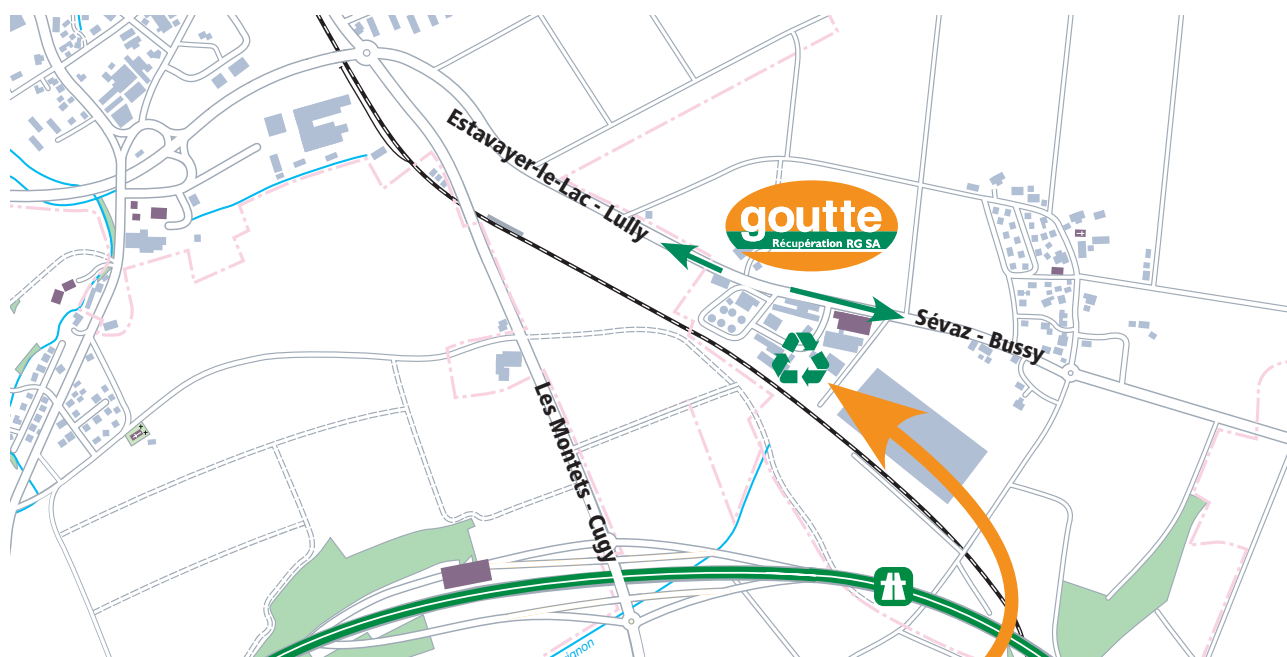 Estavayer-le-Lac - Lully
goutte
Récupération RG SA
Sévaz - Bussy
Les Montets - Cugy